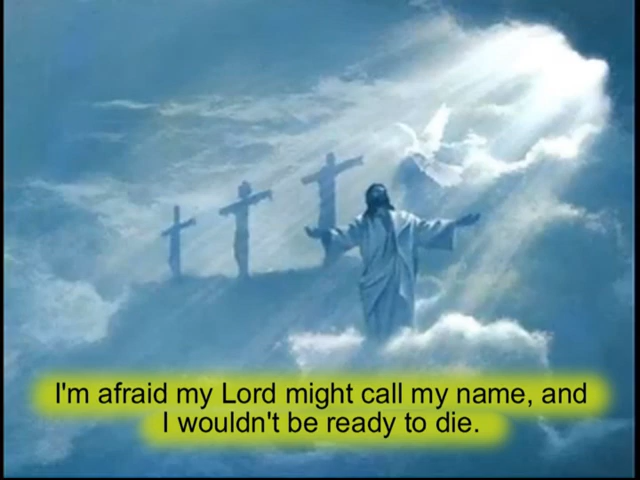 I'm afraid my Lord might call my name, and
I wouldn't be ready to die.